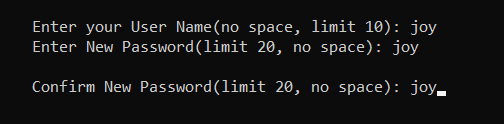 Enter your User Name(no space, limit 10): joy
Enter New Password(limit 20, no space): joy
Confirm New Password(limit 20, no space): joy